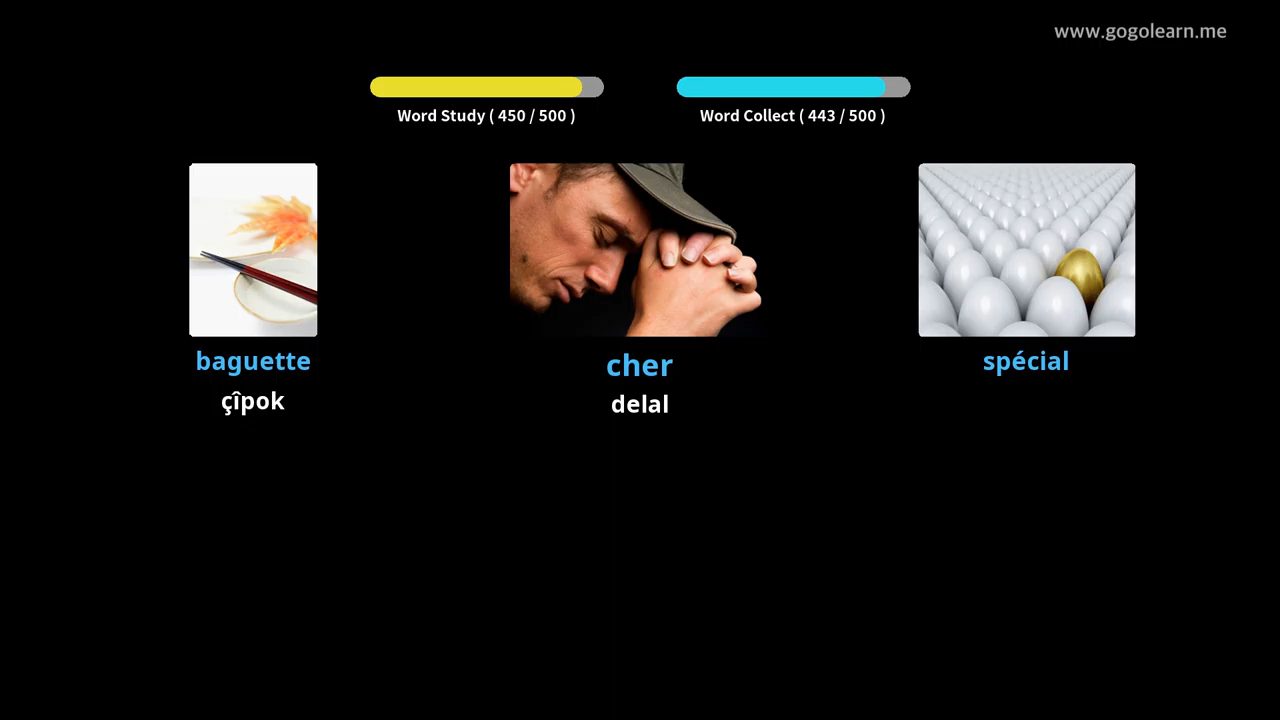 www.gogolearn.me
Word Study ( 450 / 500 )
Word Collect ( 443 / 500 )
baguette
çîpok
cher
delal
spécial